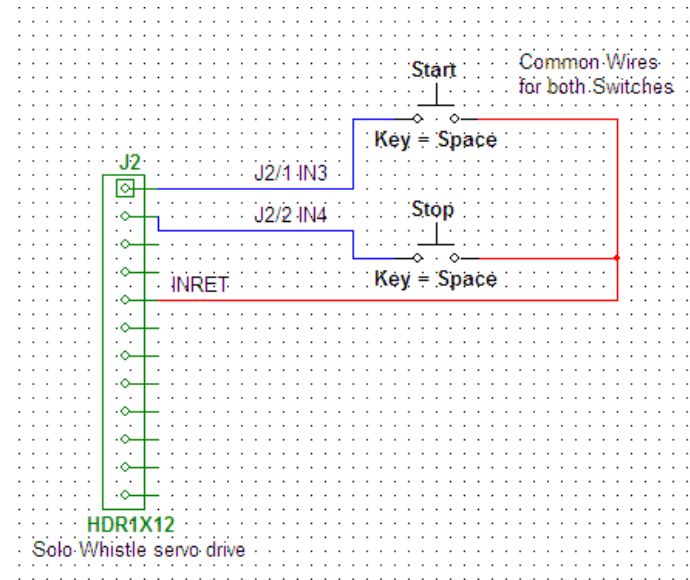 Start
Common Wires
for both Switches
Key = Space
J2
J2/1 IN3
J2/2 IN4
Stop
INRET
Key = Space
HDR1X12
Solo Whistle servo drive